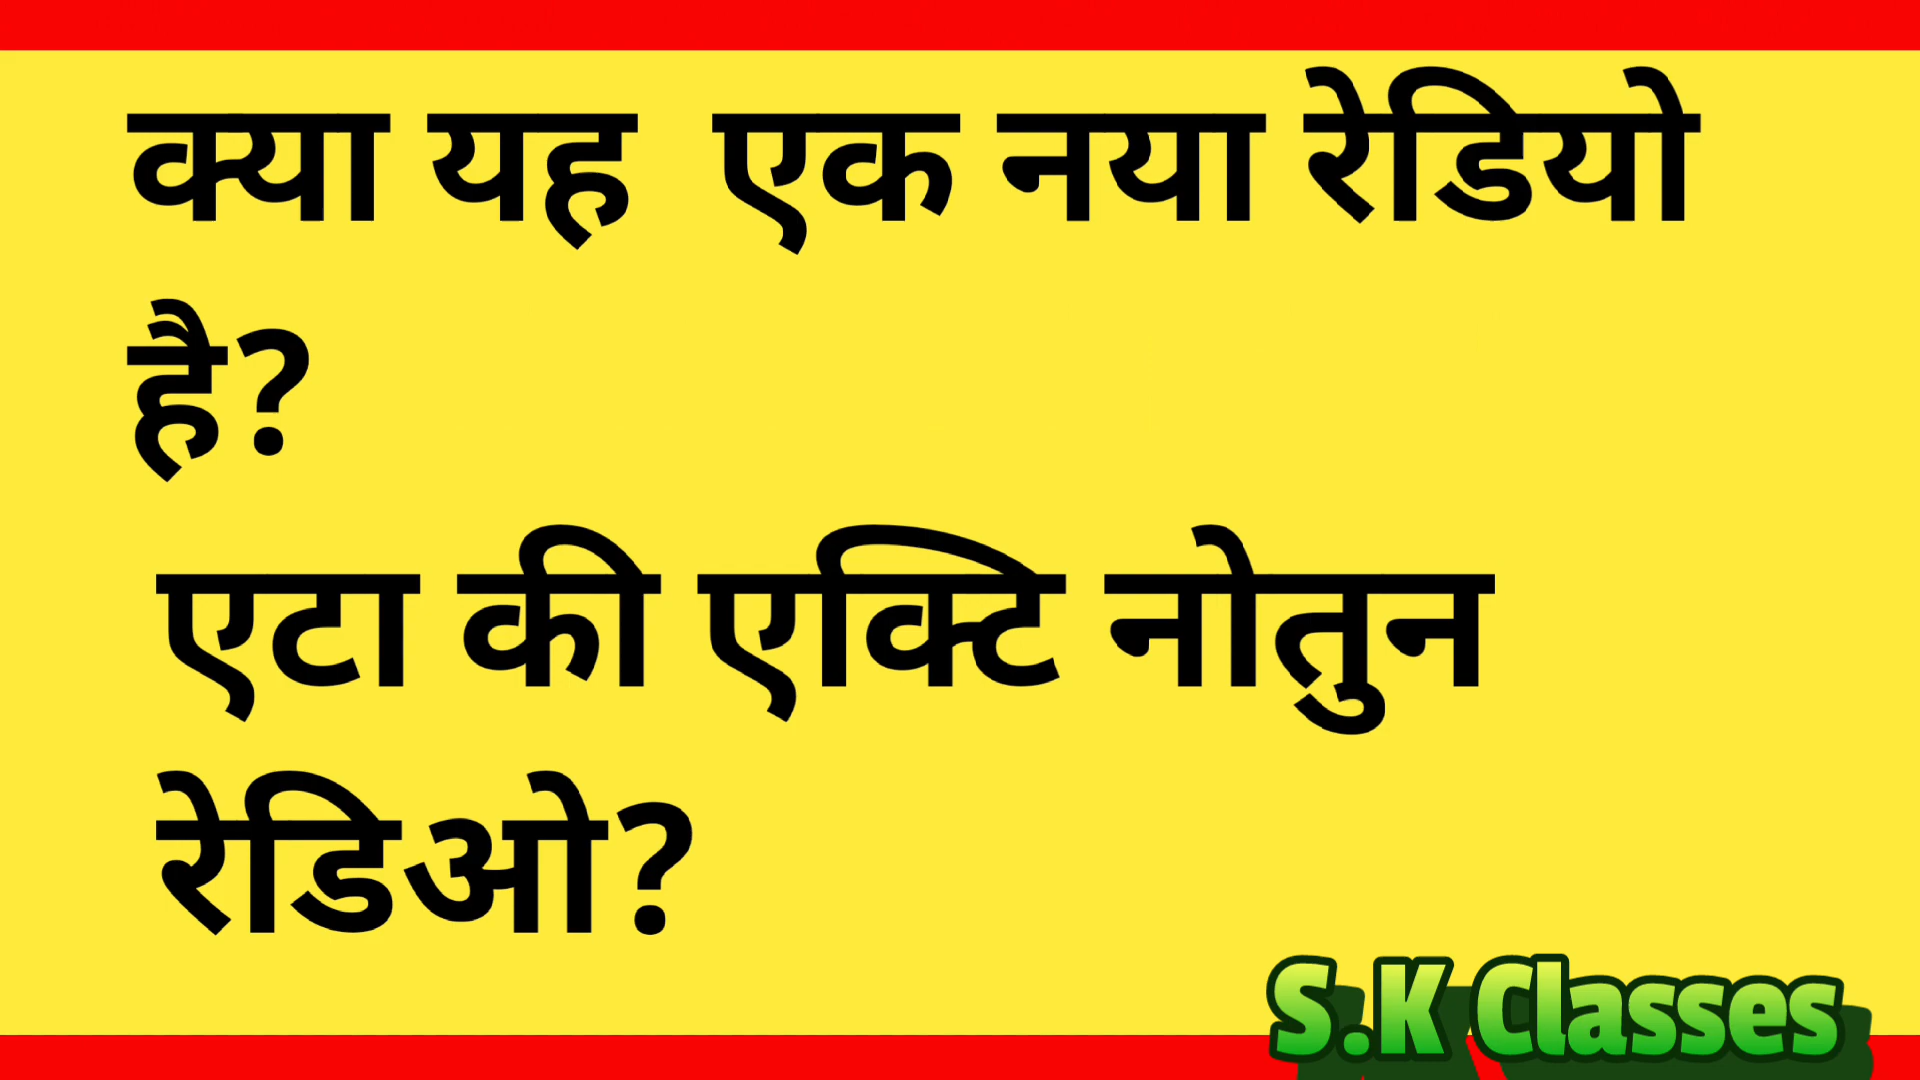 क्या यह  एक नया रेडियो
है?
एटा की एक्टि नोतुन
रेडिओ?
S.K Classes